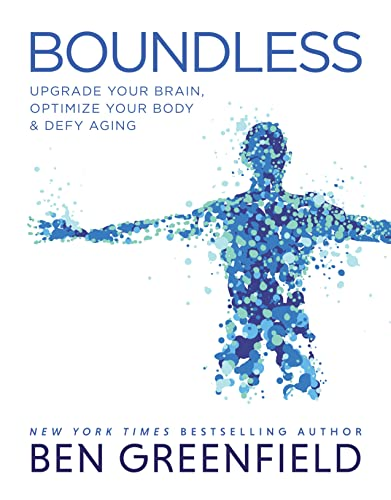 BOUNDLESS
UPGRADE YOUR BRAIN,
OPTIMIZE YOUR BODY
& DEFY AGING
NEW YORK TIMES BESTSELLING AUTHOR
BEN GREENFIELD